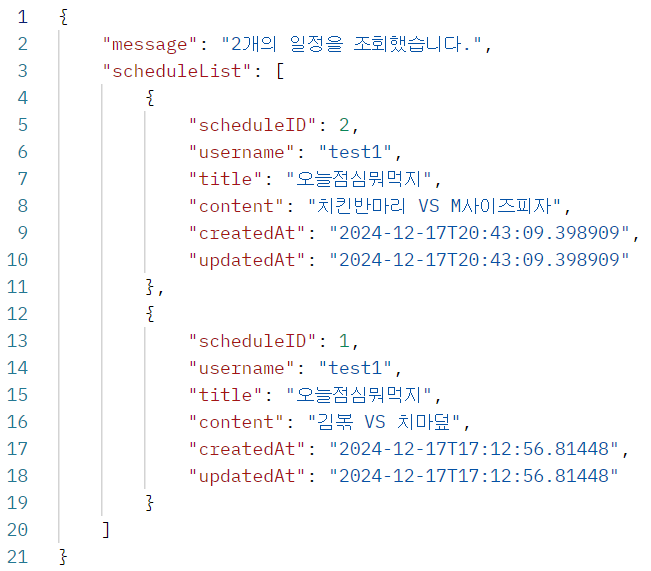 1 {
2 "message": "2개의 일정을 조회했습니다.",
3 "scheduleList": [
4 {
5 "scheduleID": 2,
6 "username": "test1",
7 "title": "오늘점심뭐먹지",
8 "content": "치킨반마리 VS M사이즈피자",
9 "createdAt": "2024-12-17T20:43:09.398909",
10 "updatedAt": "2024-12-17T20:43:09.398909"
11 },
12 {
13 "scheduleID": 1,
14 "username": "test1",
15 "title": "오늘점심뭐먹지",
16 "content": "김볶 VS 치마덮",
17 "createdAt": "2024-12-17T17:12:56.81448",
18 "updatedAt": "2024-12-17T17:12:56.81448"
19 }
20 ]
21 }